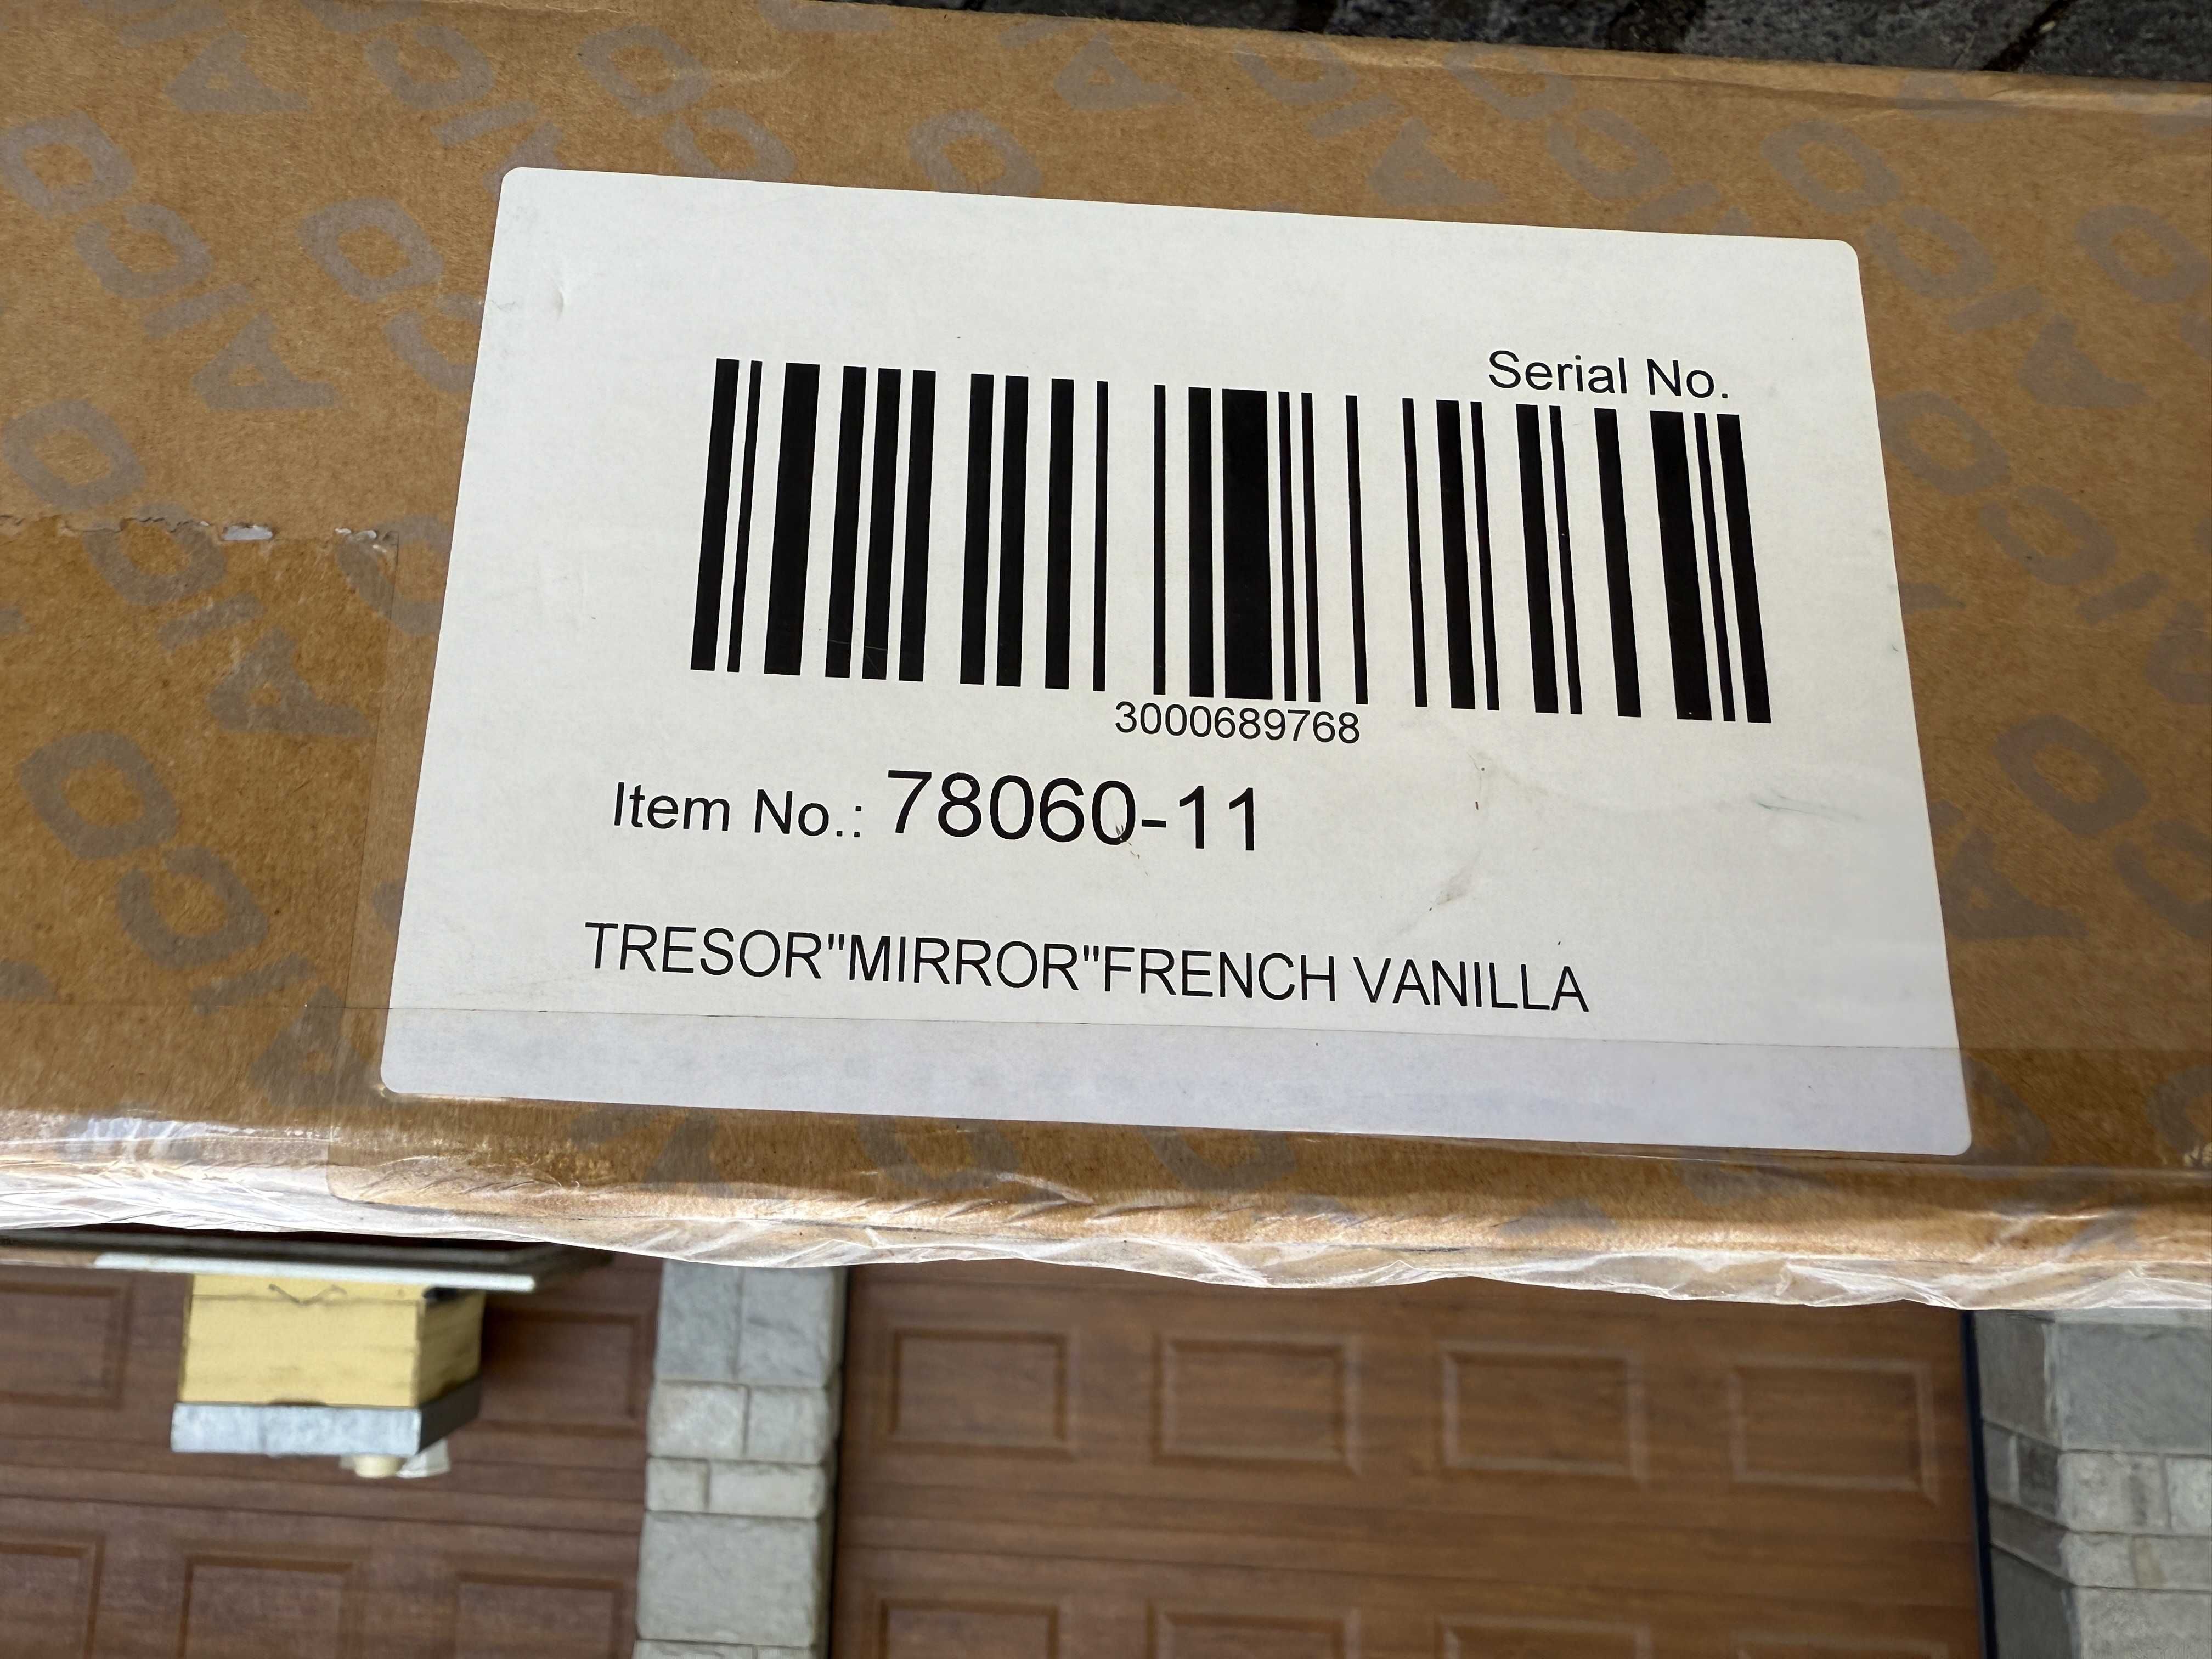 Serial No.
3000689768
Item No.: 78060-11
TRESOR"MIRROR"FRENCH VANILLA